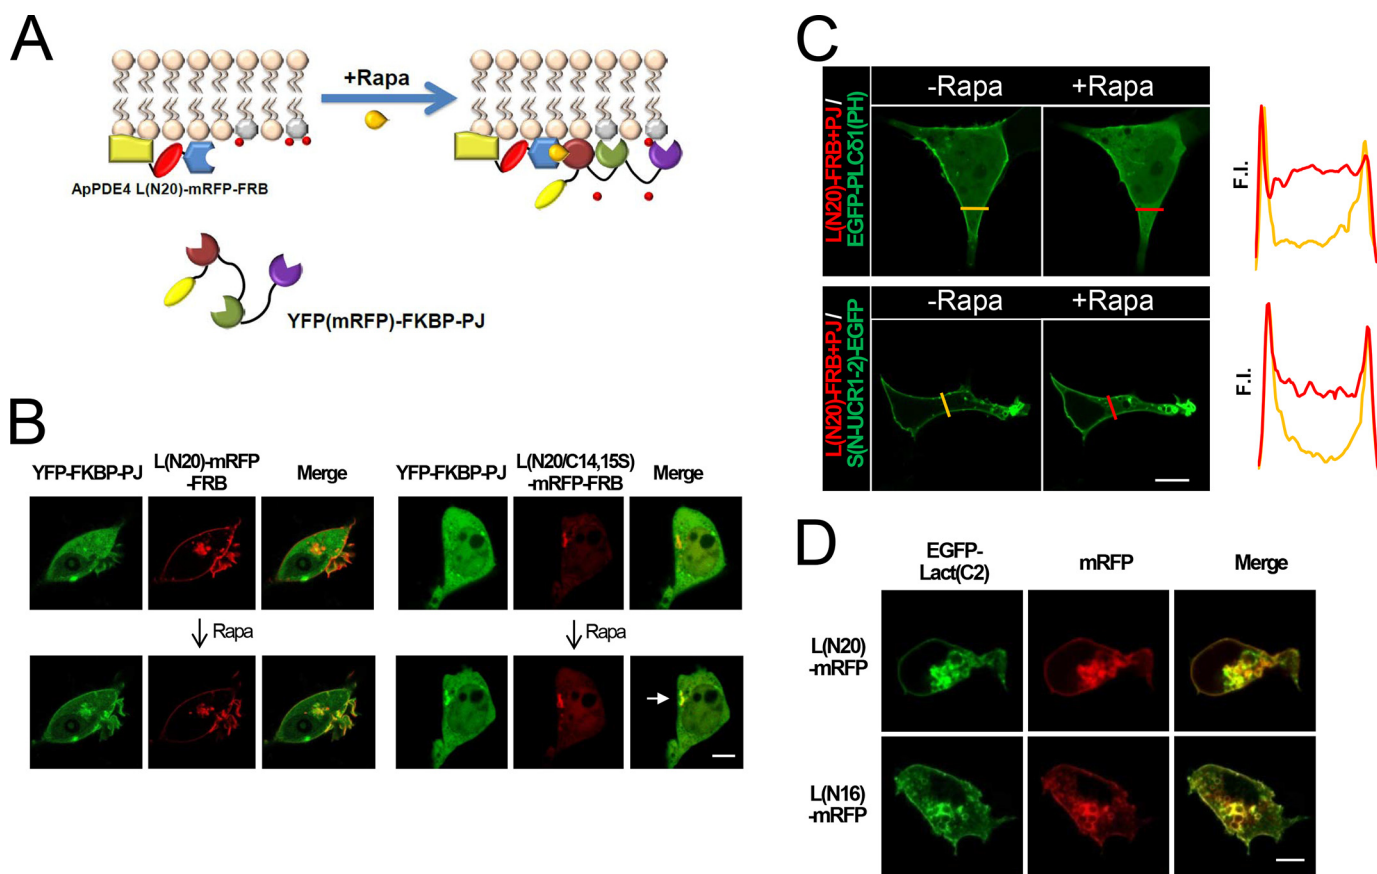 A
+Rapa
ApPDE4 L(N20)-mRFP-FRB
YFP(mRFP)-FKBP-PJ
B
YFP-FKBP-PJ
L(N20)-mRFP
-FRB
Merge
YFP-FKBP-PJ
L(N20/C14,15S)
-mRFP-FRB
Merge
Rapa
Rapa
C
L(N20)-FRB+PJ /
EGFP-PLCδ1(PH)
-Rapa
+Rapa
F.I.
L(N20)-FRB+PJ /
S(N-UCR1-2)-EGFP
-Rapa
+Rapa
F.I.
D
EGFP-
Lact(C2)
mRFP
Merge
L(N20)
-mRFP
L(N16)
-mRFP